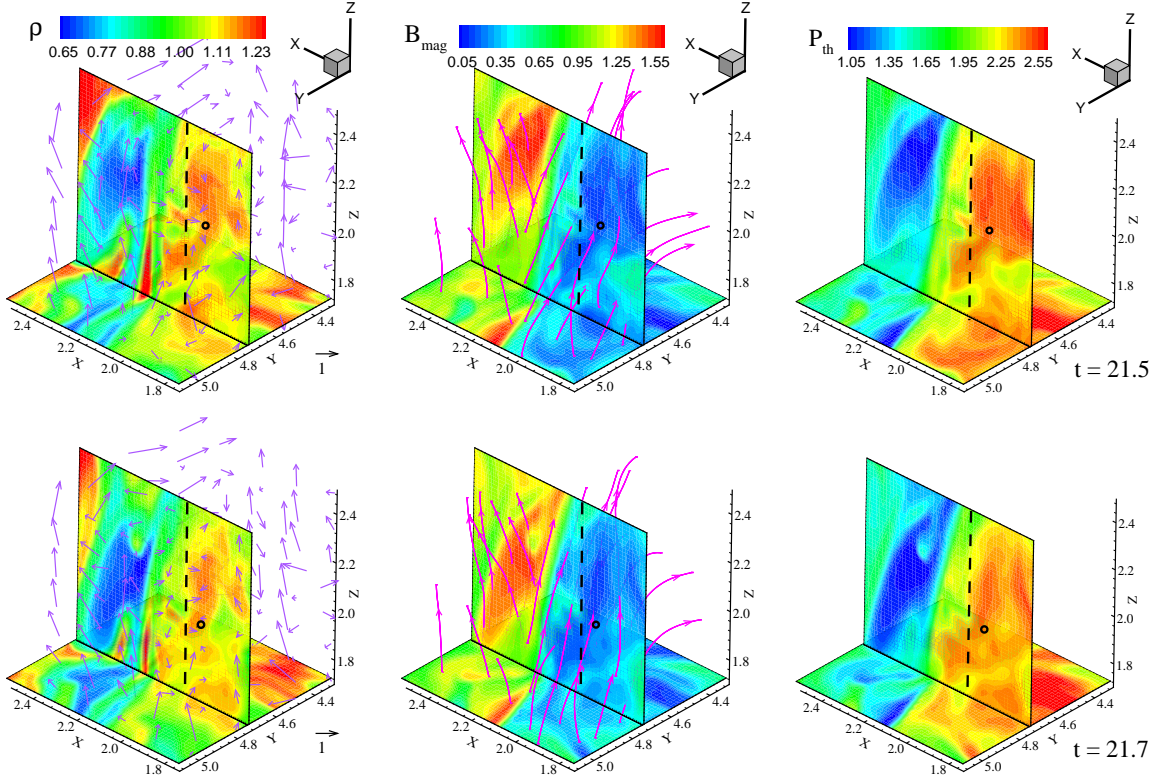 ρ
0.65 0.77 0.88 1.00 1.11 1.23
Z
X
Y
B_mag
0.05 0.35 0.65 0.95 1.25 1.55
Z
X
Y
P_th
1.05 1.35 1.65 1.95 2.25 2.55
Z
X
Y
2.4
2.2
2.0
1.8
Z
2.4
2.2
2.0
1.8
X
5.0
4.8
4.6
4.4
Y
1
2.4
2.2
2.0
1.8
Z
2.4
2.2
2.0
1.8
X
5.0
4.8
4.6
4.4
Y
2.4
2.2
2.0
1.8
Z
2.4
2.2
2.0
1.8
X
5.0
4.8
4.6
4.4
Y
t = 21.5
2.4
2.2
2.0
1.8
Z
2.4
2.2
2.0
1.8
X
5.0
4.8
4.6
4.4
Y
1
2.4
2.2
2.0
1.8
Z
2.4
2.2
2.0
1.8
X
5.0
4.8
4.6
4.4
Y
2.4
2.2
2.0
1.8
Z
2.4
2.2
2.0
1.8
X
5.0
4.8
4.6
4.4
Y
t = 21.7